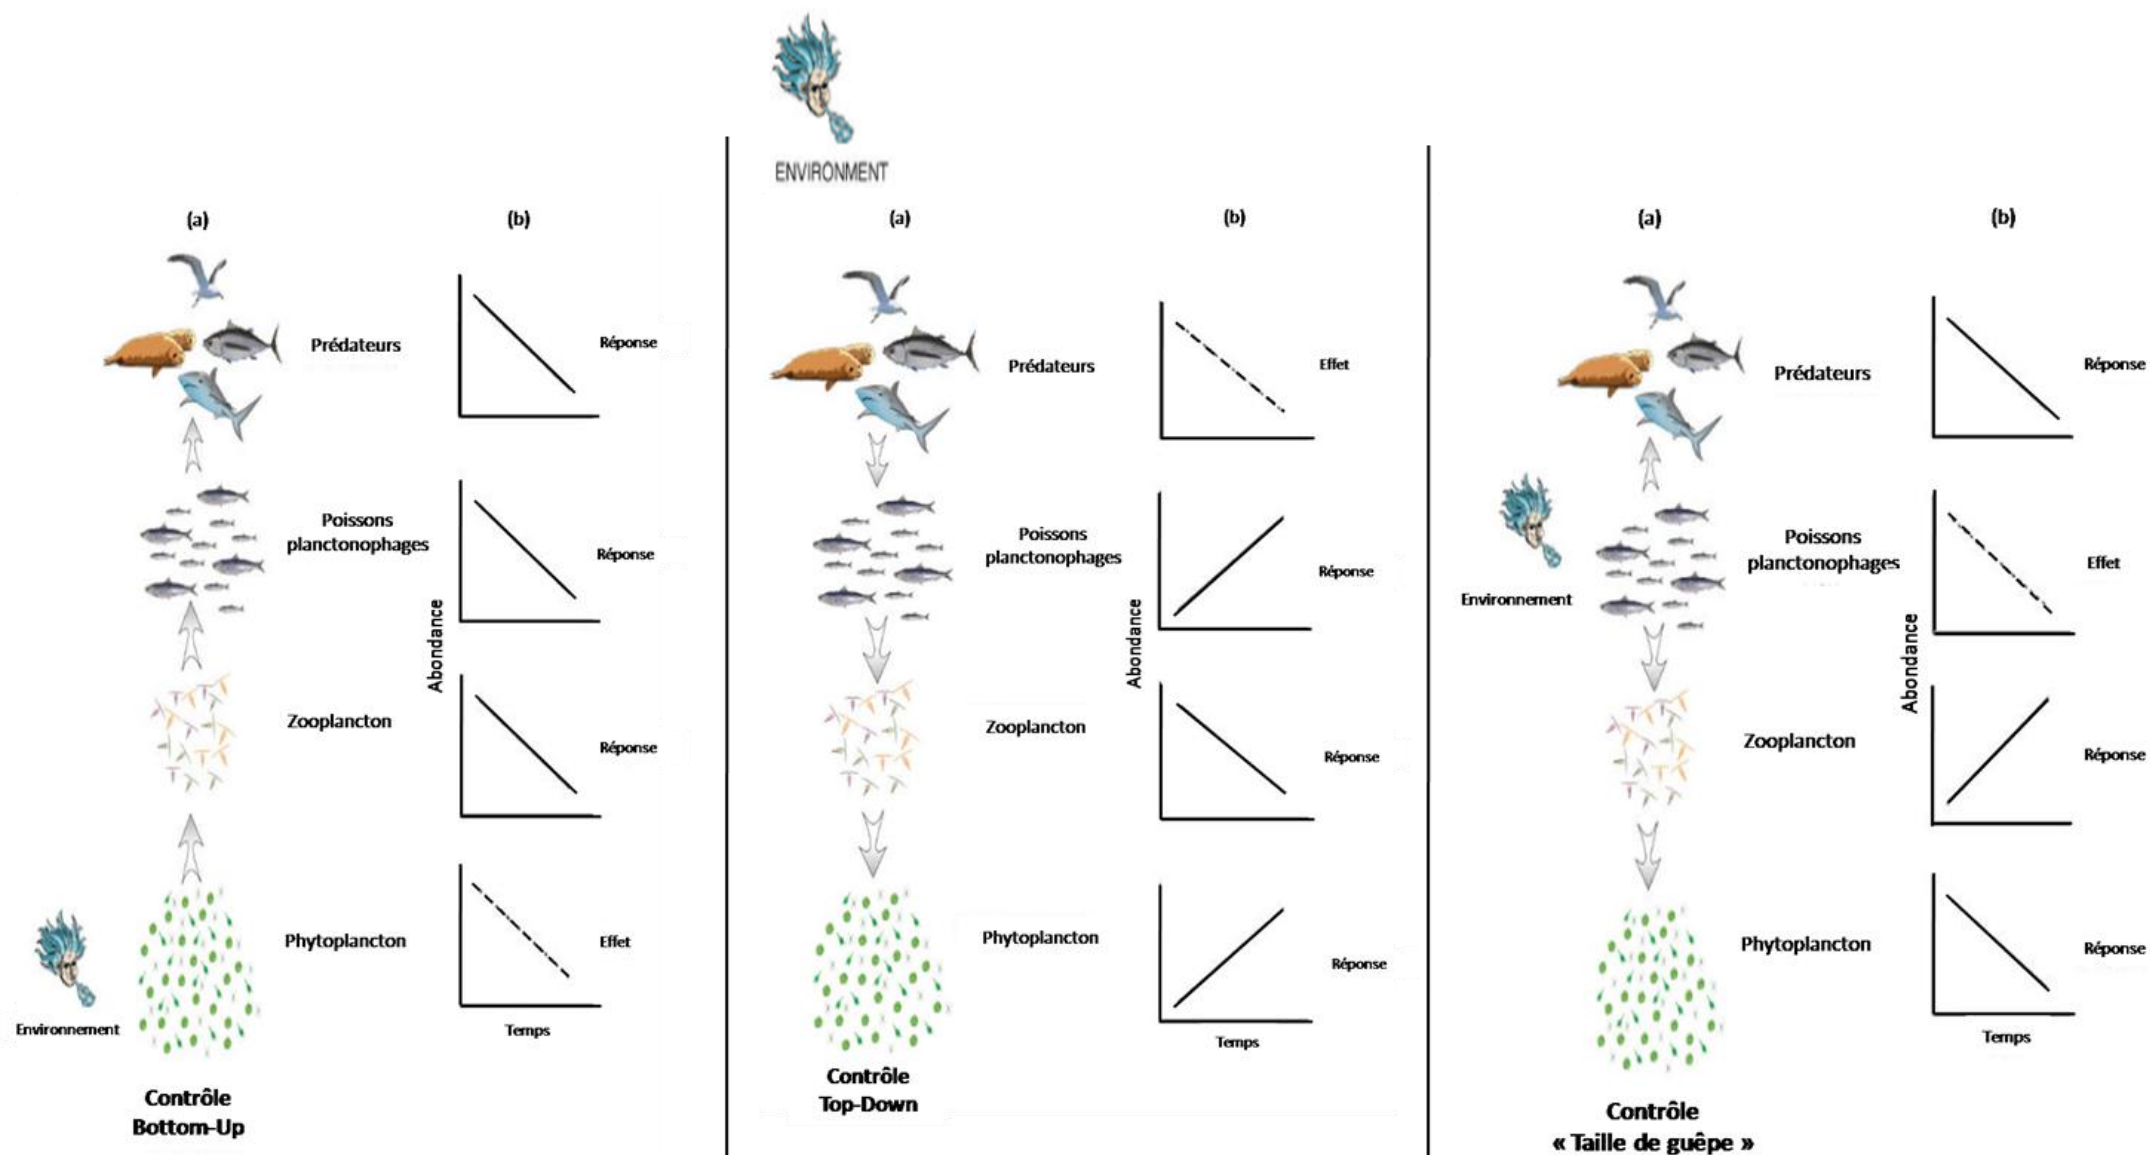 ENVIRONMENT
(a)
(b)
Prédateurs
Réponse
Poissons
planctonophages
Réponse
Abondance
Zooplancton
Réponse
Phytoplancton
Effet
Environnement
Temps
Contrôle
Bottom-Up
(a)
(b)
Prédateurs
Effet
Poissons
planctonophages
Réponse
Abondance
Zooplancton
Réponse
Phytoplancton
Réponse
Temps
Contrôle
Top-Down
(a)
(b)
Prédateurs
Réponse
Environnement
Poissons
planctonophages
Effet
Abondance
Zooplancton
Réponse
Phytoplancton
Réponse
Temps
Contrôle
« Taille de guêpe »